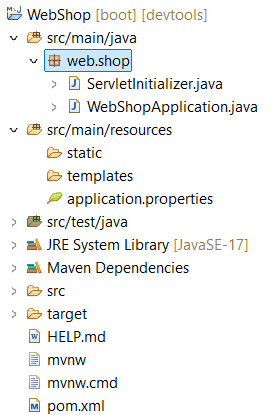 WebShop [boot] [devtools]
src/main/java
web.shop
ServletInitializer.java
WebShopApplication.java
src/main/resources
static
templates
application.properties
src/test/java
JRE System Library [JavaSE-17]
Maven Dependencies
src
target
HELP.md
mvnw
mvnw.cmd
pom.xml